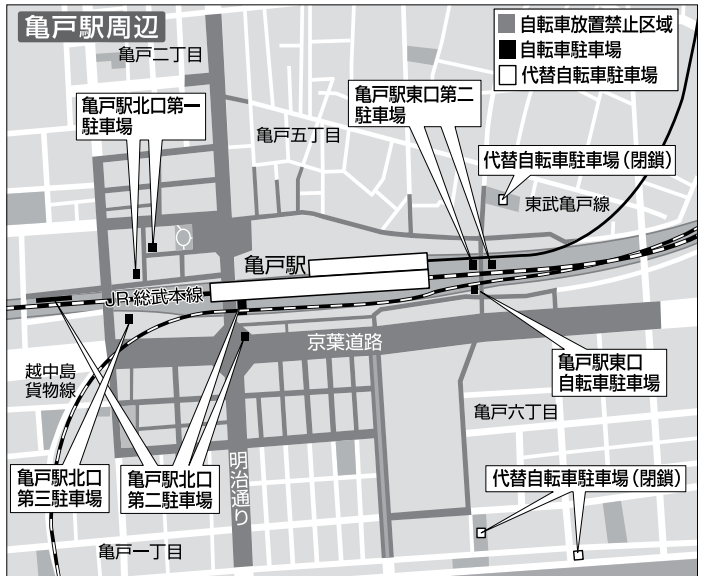 亀戸駅周辺
自転車放置禁止区域
自転車駐車場
代替自転車駐車場
亀戸二丁目
亀戸駅北口第一
駐車場
亀戸駅東口第二
駐車場
亀戸五丁目
代替自転車駐車場(閉鎖)
東武亀戸線
亀戸駅
JR総武本線
京葉道路
越中島
貨物線
亀戸駅東口
自転車駐車場
亀戸六丁目
亀戸駅北口
第三駐車場
亀戸駅北口
第二駐車場
明治通り
代替自転車駐車場(閉鎖)
亀戸一丁目